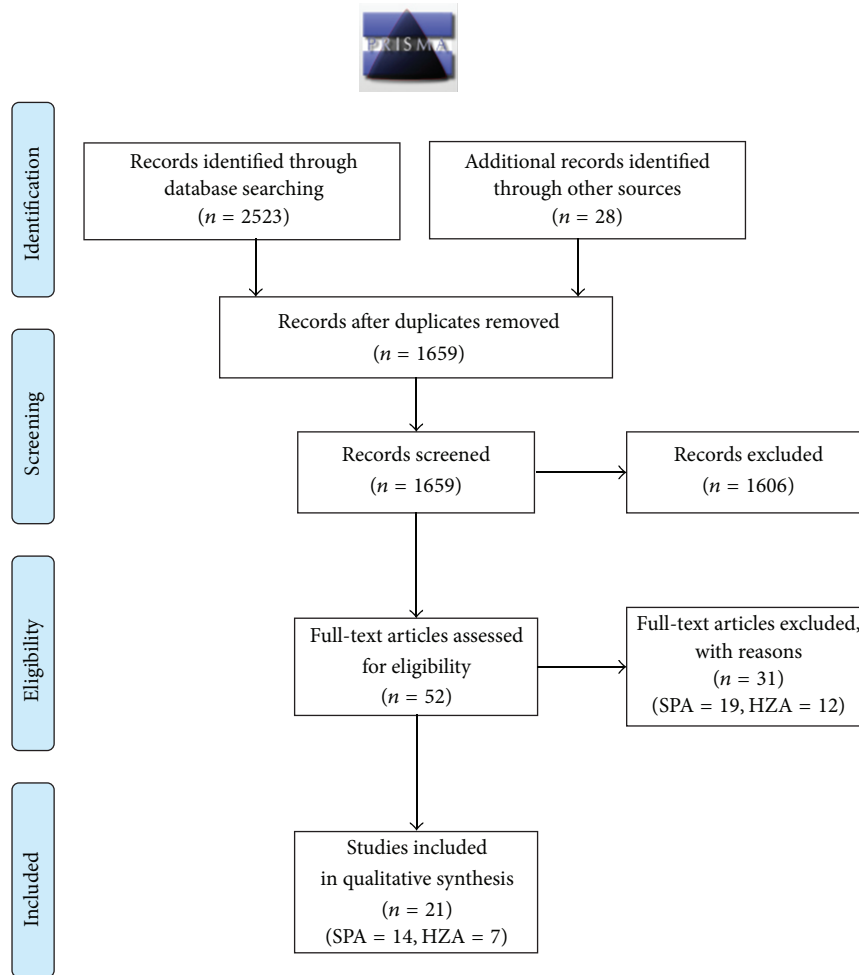 PRISMA
Identification
Records identified through
database searching
(n = 2523)
Additional records identified
through other sources
(n = 28)
Records after duplicates removed
(n = 1659)
Screening
Records screened
(n = 1659)
Records excluded
(n = 1606)
Eligibility
Full-text articles assessed
for eligibility
(n = 52)
Full-text articles excluded,
with reasons
(n = 31)
(SPA = 19, HZA = 12)
Included
Studies included
in qualitative synthesis
(n = 21)
(SPA = 14, HZA = 7)